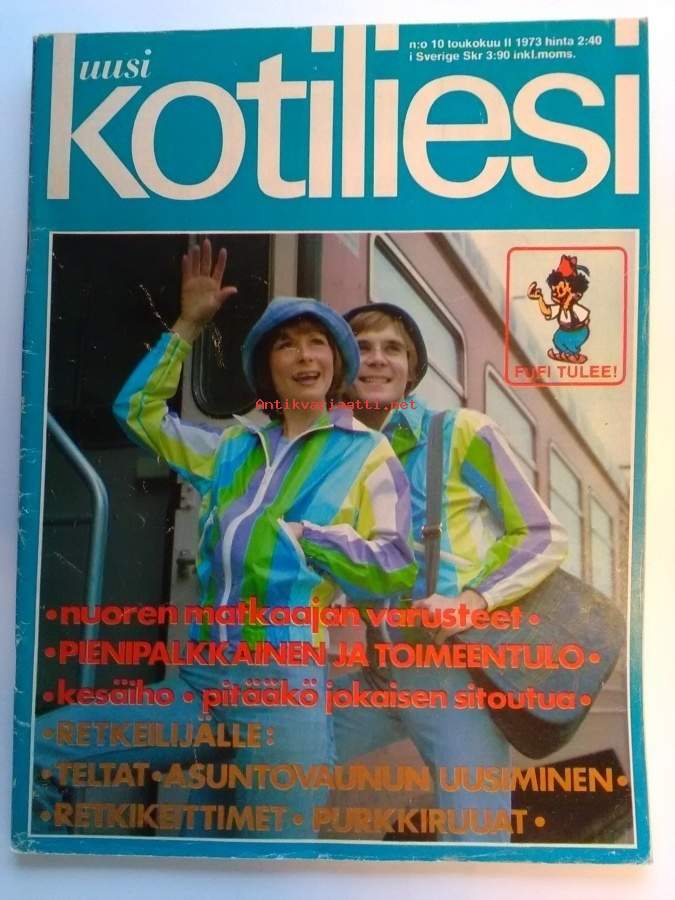 n:o 10 toukokuu II 1973 hinta 2:40
i Sverige Skr 3:90 inkl.moms.
uusi
kotiliesi
FUFI TULEE!
Antikvariaatti.net
•nuoren matkaajan varusteet•
•PIENIPALKKAINEN JA TOIMEENTULO•
•kesäiho•pitääkö jokaisen sitoutua•
•RETKEILIJÄLLE:
•TELTAT•ASUNTOVAUNUN UUSIMINEN•
•RETKIKEITTIMET•PURKKIRUUAT•